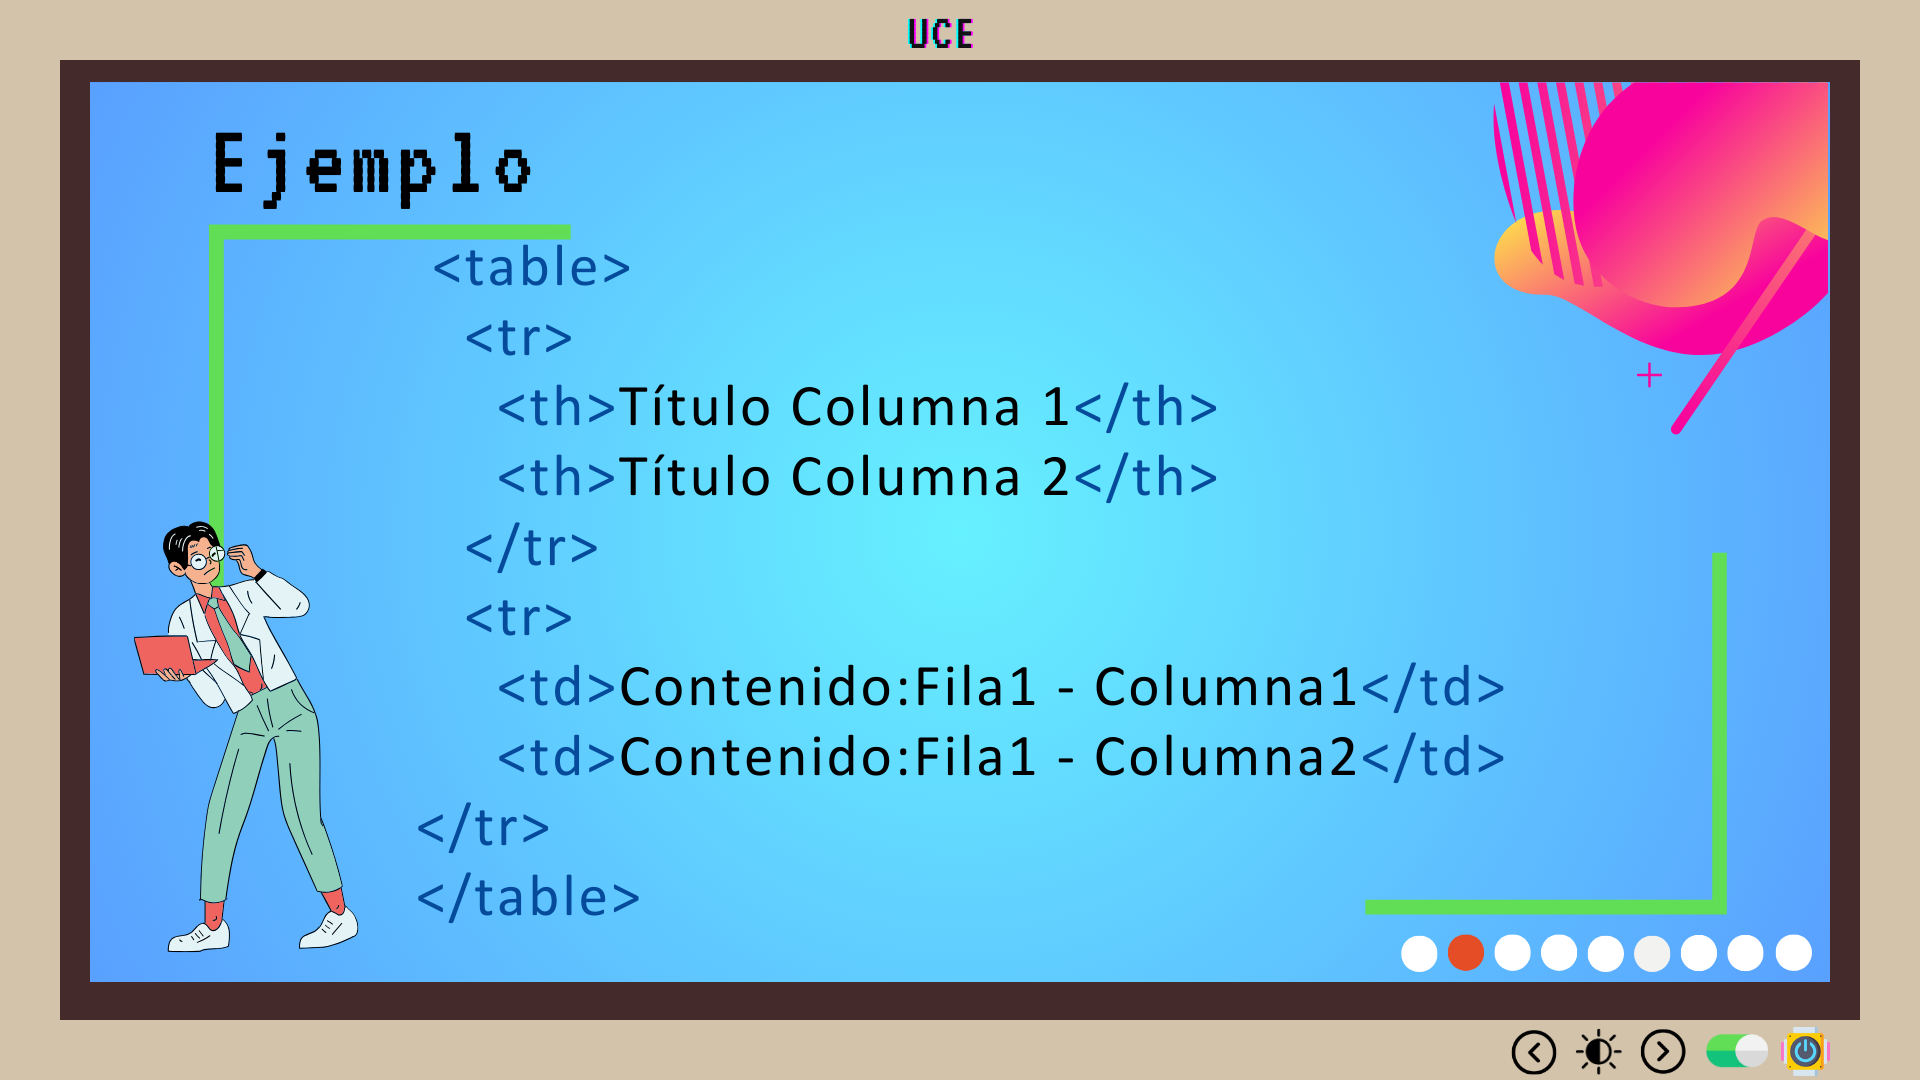 UCE
Ejemplo
<table>
<tr>
<th>Título Columna 1</th>
<th>Título Columna 2</th>
</tr>
<tr>
<td>Contenido:Fila1 - Columna1</td>
<td>Contenido:Fila1 - Columna2</td>
</tr>
</table>